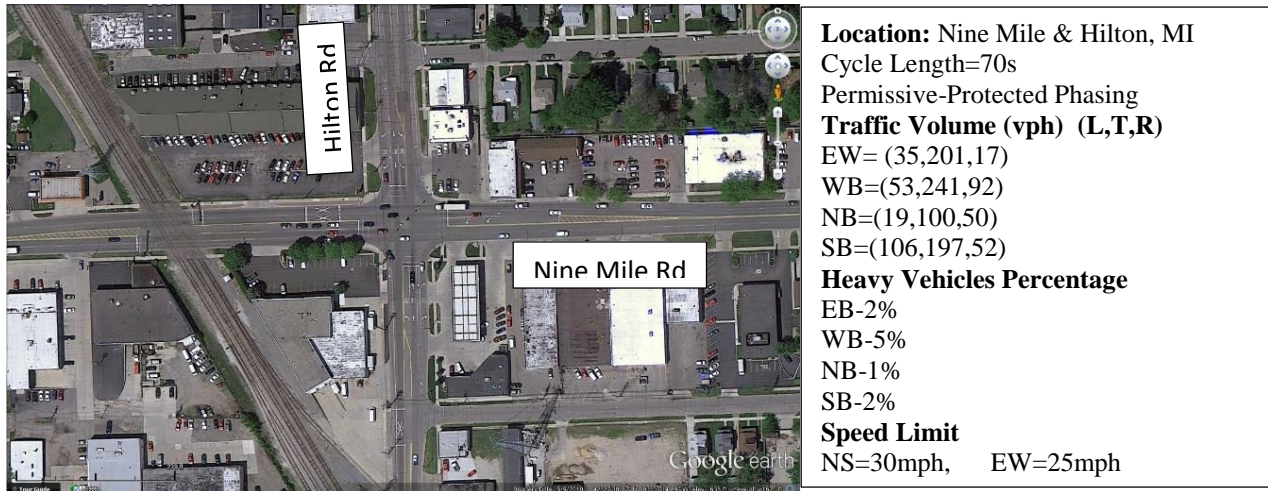 Hilton Rd
Nine Mile Rd
Google earth
Location: Nine Mile & Hilton, MI
Cycle Length=70s
Permissive-Protected Phasing
Traffic Volume (vph) (L,T,R)
EW= (35,201,17)
WB=(53,241,92)
NB=(19,100,50)
SB=(106,197,52)
Heavy Vehicles Percentage
EB-2%
WB-5%
NB-1%
SB-2%
Speed Limit
NS=30mph, EW=25mph